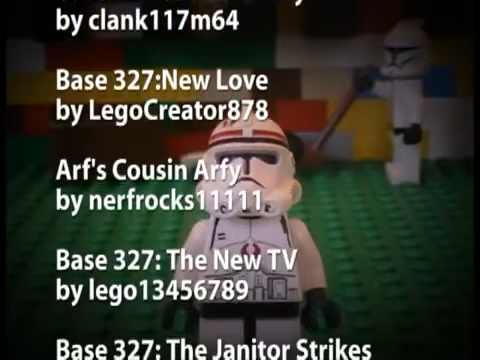 by clank117m64
Base 327:New Love
by LegoCreator878
Arf's Cousin Arfy
by nerfrocks11111
Base 327: The New TV
by lego13456789
Base 327: The Janitor Strikes